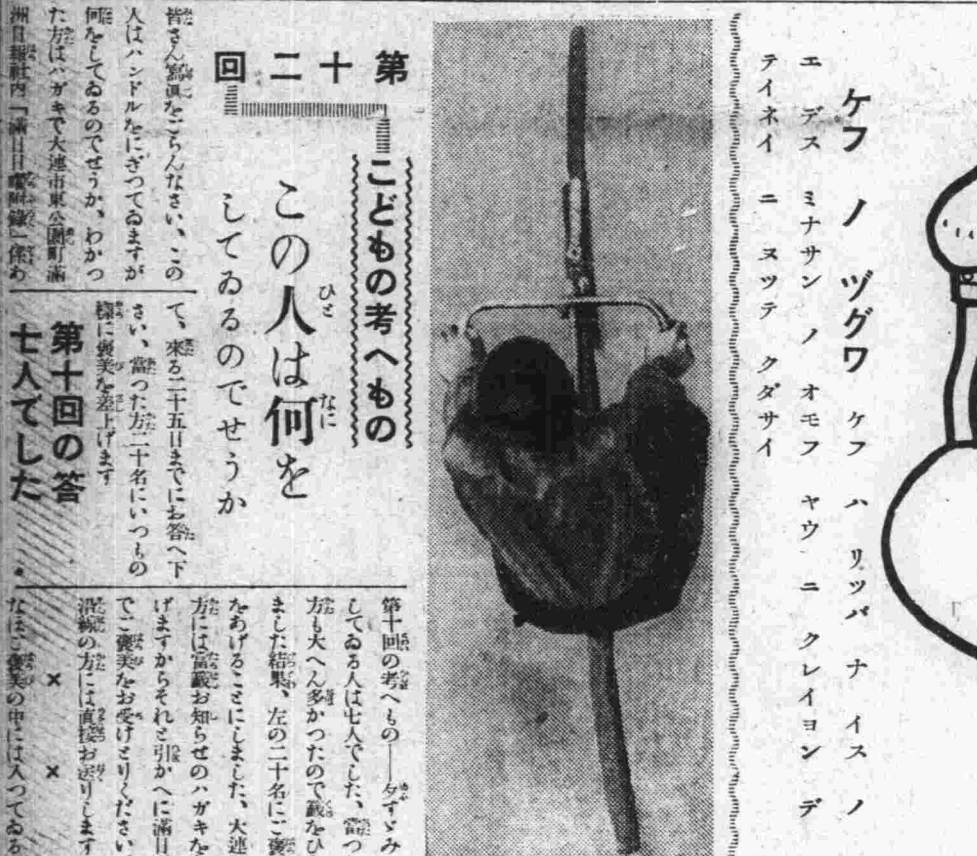 ケフ ノ ヅグワ
ケフ ハ リッパ ナ イス ノ
エ デス ミナサン ノ オモフ ヤウ ニ クレイヨン デ
テイネイ ニ ヌツテ クダサイ
第十二回
こどもの考へもの
この人は何を
してゐるのでせうか
皆さん寫眞をごらんなさい、この
人はハンドルをにぎつてゐますが
何をしてゐるのでせうか、わかつ
た方はハガキで大連市東公園町滿
洲日報社内「滿日日曜附錄」係あ
て、來る二十五日までにお答へ下
さい、當つた方二十名にいつもの
樣に褒美を差上げます
第十回の答
七人でした
第十回の考へもの――夕すゞみ
してゐる人は七人でした、當つ
方も大へん多かつたので籤をひ
ました結果、左の二十名にご褒
をあげることにしました、大連
方には當籤お知らせのハガキを
げますからそれと引かへに滿日
でご褒美をお受けとりください
沿線の方には直接お送りします
× ×
なほご褒美の中には入つてゐる